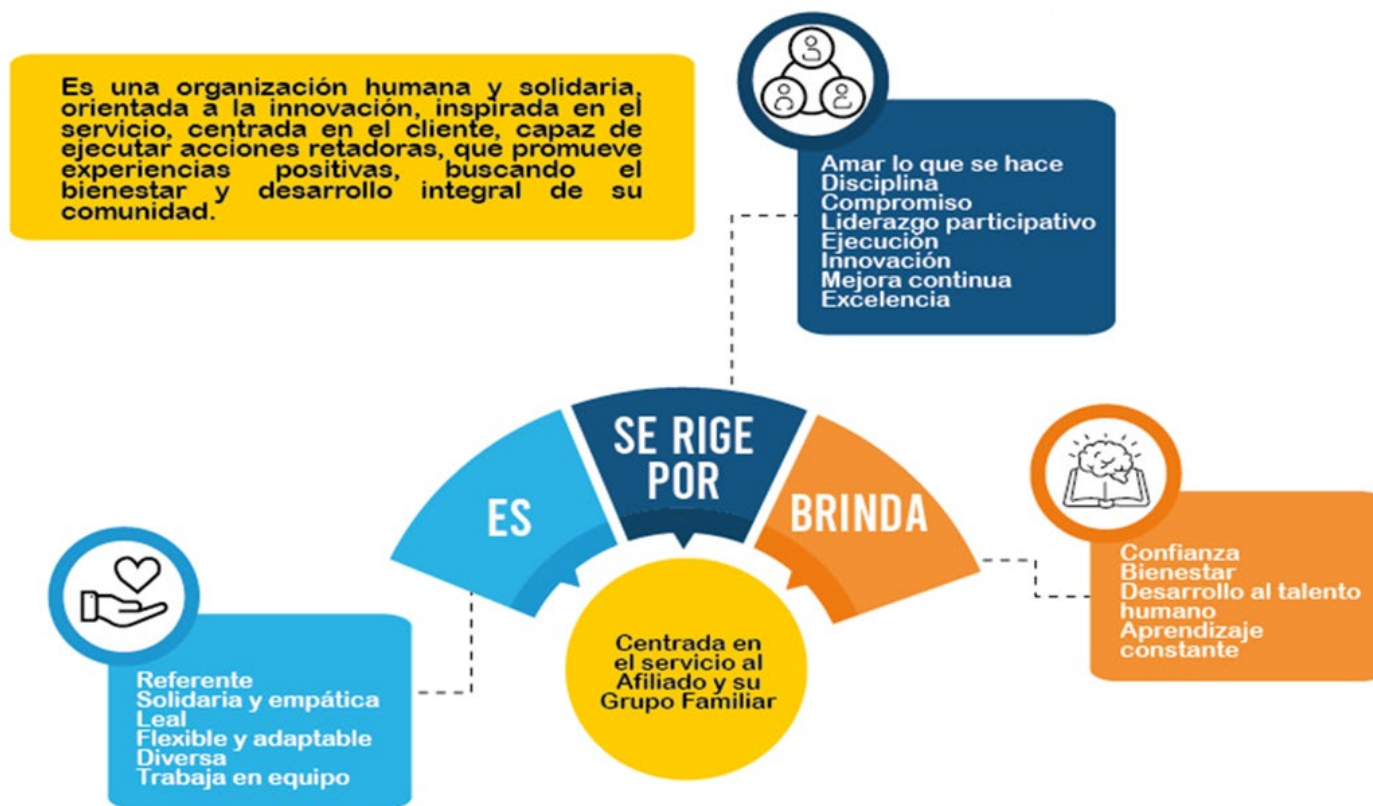 Es una organización humana y solidaria,
orientada a la innovación, inspirada en el
servicio, centrada en el cliente, capaz de
ejecutar acciones retadoras, que promueve
experiencias positivas, buscando el
bienestar y desarrollo integral de su
comunidad.
Amar lo que se hace
Disciplina
Compromiso
Liderazgo participativo
Ejecución
Innovación
Mejora continua
Excelencia
ES
SE RIGE
POR
BRINDA
Confianza
Bienestar
Desarrollo al talento
humano
Aprendizaje
constante
Centrada en
el servicio al
Afiliado y su
Grupo Familiar
Referente
Solidaria y empática
Leal
Flexible y adaptable
Diversa
Trabaja en equipo